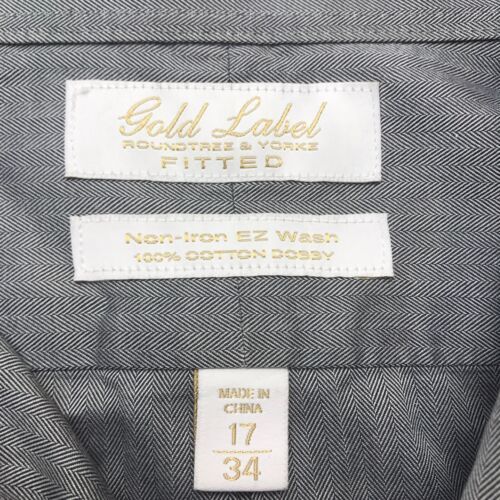 Gold Label
ROUNDTREE & YORKE
FITTED
Non-Iron EZ Wash
100% COTTON DOBBY
MADE IN
CHINA
17
34